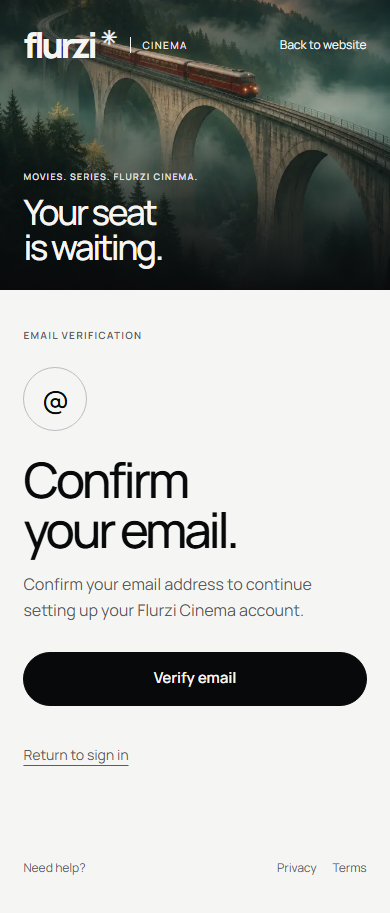 flurzi
CINEMA
Back to website
MOVIES. SERIES. FLURZI CINEMA.
Your seat
is waiting.
EMAIL VERIFICATION
@
Confirm
your email.
Confirm your email address to continue
setting up your Flurzi Cinema account.
Verify email
Return to sign in
Need help?
Privacy
Terms